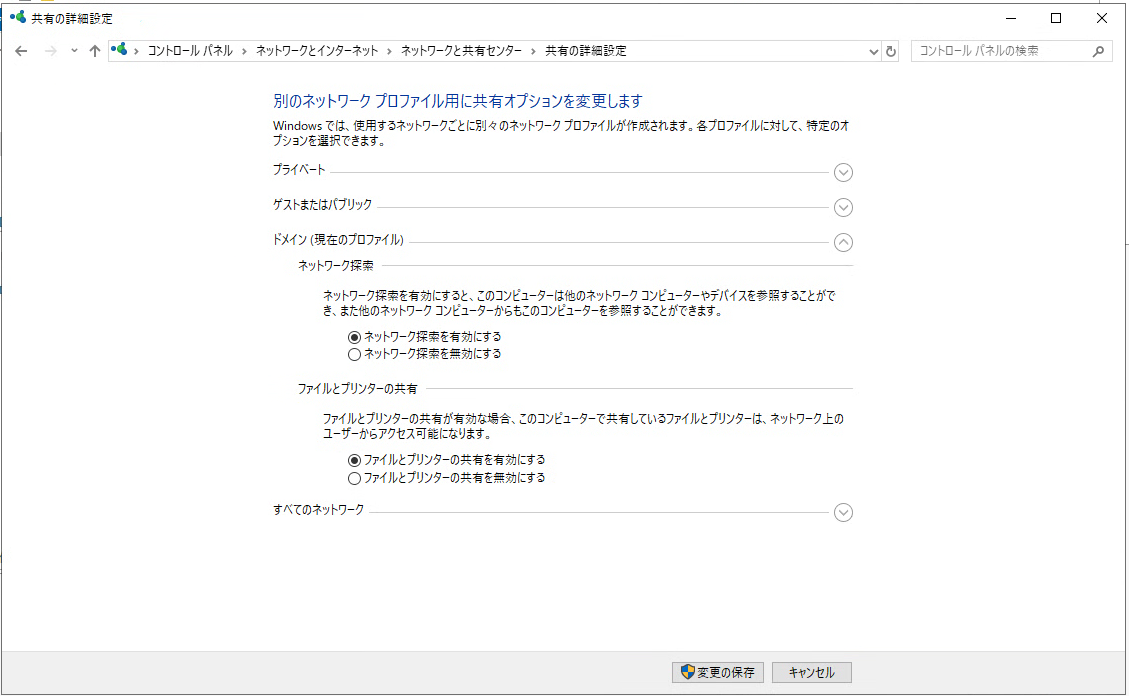 共有の詳細設定
コントロール パネル > ネットワークとインターネット > ネットワークと共有センター > 共有の詳細設定
コントロール パネルの検索
別のネットワーク プロファイル用に共有オプションを変更します
Windows では、使用するネットワークごとに別々のネットワーク プロファイルが作成されます。各プロファイルに対して、特定のオ
プションを選択できます。
プライベート
ゲストまたはパブリック
ドメイン (現在のプロファイル)
ネットワーク探索
ネットワーク探索を有効にすると、このコンピューターは他のネットワーク コンピューターやデバイスを参照することがで
き、また他のネットワーク コンピューターからもこのコンピューターを参照することができます。
ネットワーク探索を有効にする
ネットワーク探索を無効にする
ファイルとプリンターの共有
ファイルとプリンターの共有が有効な場合、このコンピューターで共有しているファイルとプリンターは、ネットワーク上の
ユーザーからアクセス可能になります。
ファイルとプリンターの共有を有効にする
ファイルとプリンターの共有を無効にする
すべてのネットワーク
変更の保存
キャンセル